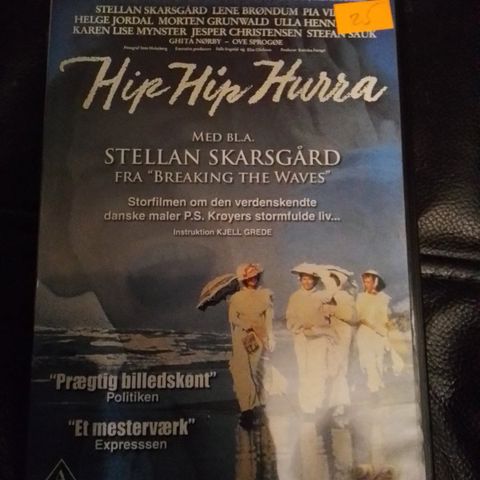 STELLAN SKARSGÅRD LENE BRØNDUM PIA VI
HELGE JORDAL MORTEN GRUNWALD ULLA HENN
KAREN LISE MYNSTER JESPER CHRISTENSEN STEFAN SAUK
GHITA NØRBY – OVE SPROGØE
25
Hip Hip Hurra
MED BL.A.
STELLAN SKARSGÅRD
FRA "BREAKING THE WAVES"
Storfilmen om den verdenskendte
danske maler P.S. Krøyers stormfulde liv...
Instruktion KJELL GREDE
"Prægtig billedskønt"
Politiken
"Et mesterværk"
Expresssen
A